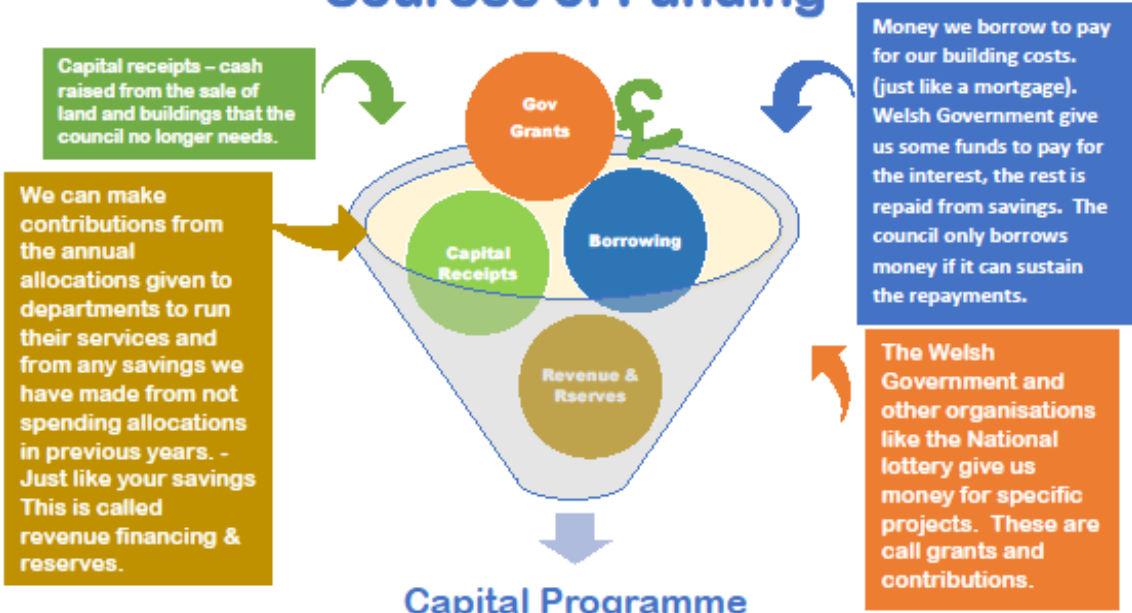 Sources of Funding
Capital receipts – cash
raised from the sale of
land and buildings that the
council no longer needs.
Gov
Grants
£
Money we borrow to pay
for our building costs.
(just like a mortgage).
Welsh Government give
us some funds to pay for
the interest, the rest is
repaid from savings. The
council only borrows
money if it can sustain
the repayments.
We can make
contributions from
the annual
allocations given to
departments to run
their services and
from any savings we
have made from not
spending allocations
in previous years. -
Just like your savings
This is called
revenue financing &
reserves.
Capital
Receipts
Borrowing
Revenue &
Rserves
The Welsh
Government and
other organisations
like the National
lottery give us
money for specific
projects. These are
call grants and
contributions.
Capital Programme